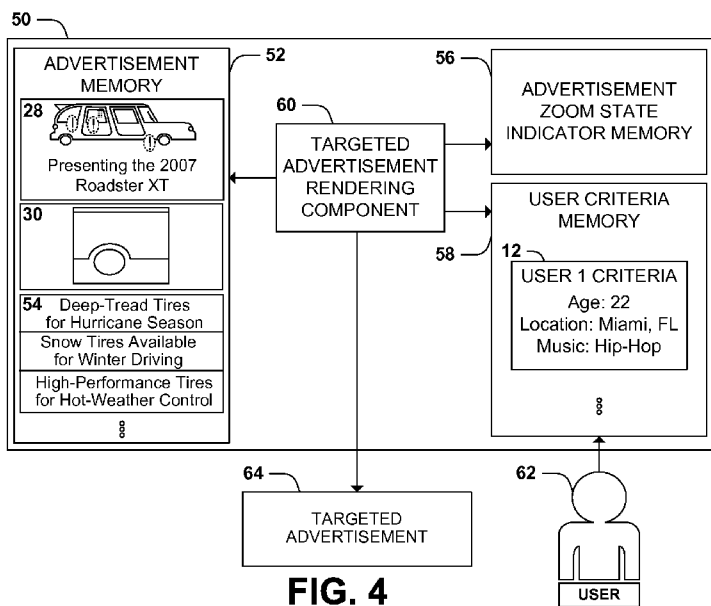 50
ADVERTISEMENT
MEMORY
52
28
Presenting the 2007
Roadster XT
30
54
Deep-Tread Tires
for Hurricane Season
Snow Tires Available
for Winter Driving
High-Performance Tires
for Hot-Weather Control
60
TARGETED
ADVERTISEMENT
RENDERING
COMPONENT
56
ADVERTISEMENT
ZOOM STATE
INDICATOR MEMORY
USER CRITERIA
MEMORY
58
12
USER 1 CRITERIA
Age: 22
Location: Miami, FL
Music: Hip-Hop
64
TARGETED
ADVERTISEMENT
62
USER
FIG. 4